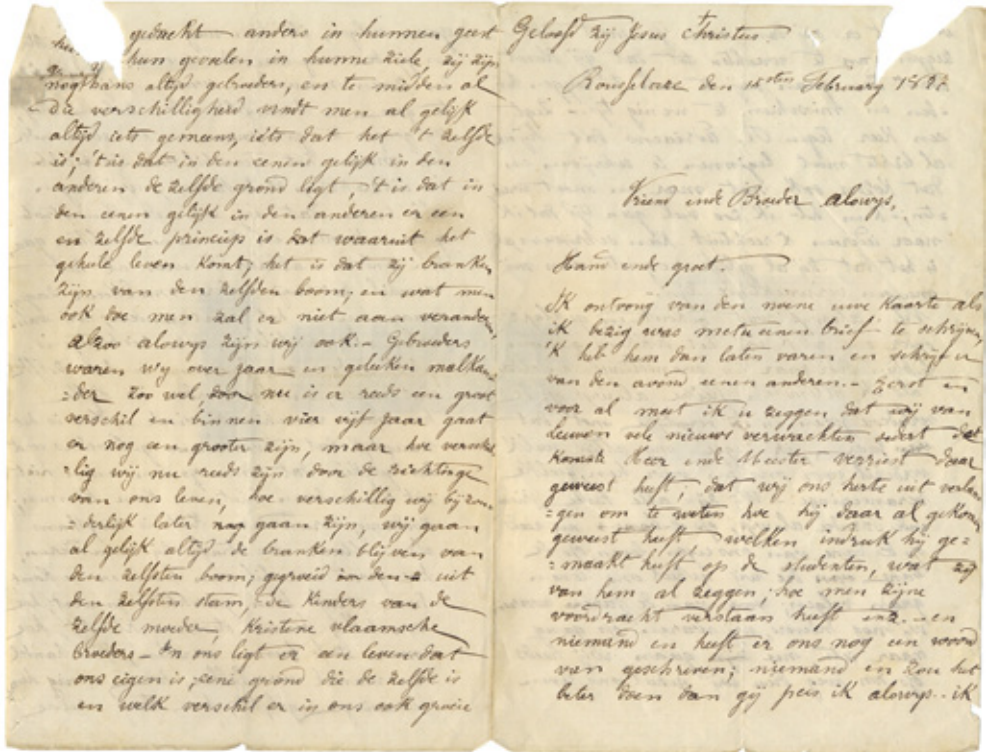 gedacht anders in hunnen geest
hun gevoelen in hunne ziele, zij zijn
nogthans altijd gebroeders, en te midden al
die verschilligheid vindt men al gelijk
altijd iets gemeens, iets dat het 't zelfde
is; 't is dat in den eenen gelijk in den
anderen de zelfde grond ligt, 't is dat in
den eenen gelijk in den anderen er een
en zelfde princiep is dat waaruit het
geheele leven komt; het is dat zij branken
zijn van den zelfden boom; en wat men
ook doe men zal er niet aan veranderen,
alzoo alowys zijn wij ook. - Gebroeders
waren wy over jaar en geleken malkan
=der zoo wel, nu is er reeds een groot
verschil en binnen vier vijf jaar gaat
er nog een grooter zijn, maar hoe verschil
=lig wij nu reeds zijn door de richtinge
van ons leven, hoe verschillig wij bijzon
=derlijk later gaan zijn, wij gaan
al gelijk altijd de branken blijven van
den zelfsten boom; gegroeid uit
den zelfsten stam, de kinders van de
zelfde moeder, Kristene vlaamsche
broeders - in ons ligt er een leven dat
ons eigen is; eene grond die de zelfde is
en welk verschil er in ons ook groeie
Geloofd zij Jesus Christus.
Rousselaere den 15sten February
Vriend ende Broeder alowys,
Hand ende groet.
Ik ontvong van den noene uwe kaarte als
ik bezig was met u eenen brief te schrijven,
'k heb hem dan laten varen en schrijf u
van den avond eenen anderen. - Eerst en
voor al moet ik u zeggen, dat wij van
Leuven vele nieuws verwachten sedert dat
Heer ende Meester verriest daar
geweest heeft, dat wij ons herte uit verlan
=gen om te weten hoe hij daar al gekomen
geweest heeft welken indruk hij ge=
=maakt heeft op de studenten, wat zij
van hem al zeggen; hoe men zijne
voordracht verstaan heeft enz. - en
niemand en heeft er ons nog een woord
van geschreven; niemand en zou het
beter doen dan gij peis ik alowys. - ik